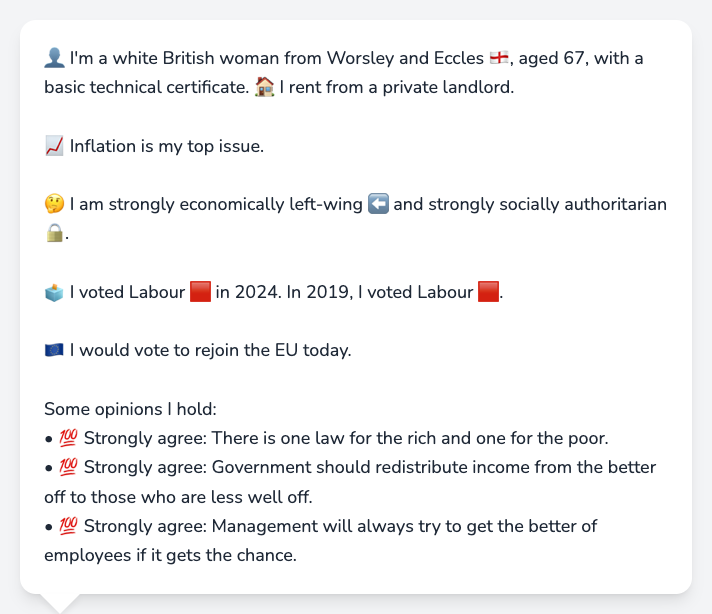 👤 I'm a white British woman from Worsley and Eccles 🏴󠁧󠁢󠁥󠁮󠁧󠁿, aged 67, with a
basic technical certificate. 🏠 I rent from a private landlord.
📈 Inflation is my top issue.
🤔 I am strongly economically left-wing ⬅️ and strongly socially authoritarian
🔒.
🗳️ I voted Labour 🟥 in 2024. In 2019, I voted Labour 🟥.
🇪🇺 I would vote to rejoin the EU today.
Some opinions I hold:
• 💯 Strongly agree: There is one law for the rich and one for the poor.
• 💯 Strongly agree: Government should redistribute income from the better
off to those who are less well off.
• 💯 Strongly agree: Management will always try to get the better of
employees if it gets the chance.